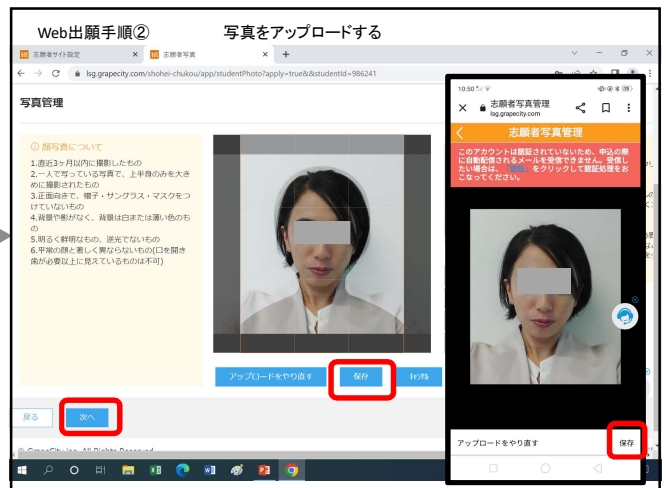 Web出願手順② 写真をアップロードする
志願者サイト設定 × 志願者写真 × +
lsg.grapecity.com/shohei-chukou/app/studentPhoto?apply=true&&studentId=986241
写真管理
顔写真について
1.直近3ヶ月以内に撮影したもの
2.一人で写っている写真で、上半身のみを大き
めに撮影されたもの
3.正面向きで、帽子・サングラス・マスクをつ
けていないもの
4.背景や影がなく、背景は白または薄い色のも
の
5.明るく鮮明なもの、逆光でないもの
6.平常の顔と著しく異ならないもの(口を開き
歯が必要以上に見えているものは不可)
アップロードをやり直す 保存 キャンセル
戻る 次へ
© GrapeCity inc. All Rights Reserved
10:50
志願者写真管理
lsg.grapecity.com
志願者写真管理
このアカウントは認証されていないため、申込の際
に自動配信されるメールを受信できません。受信し
たい場合は、「認証」をクリックして認証処理をお
こなってください。
アップロードをやり直す 保存